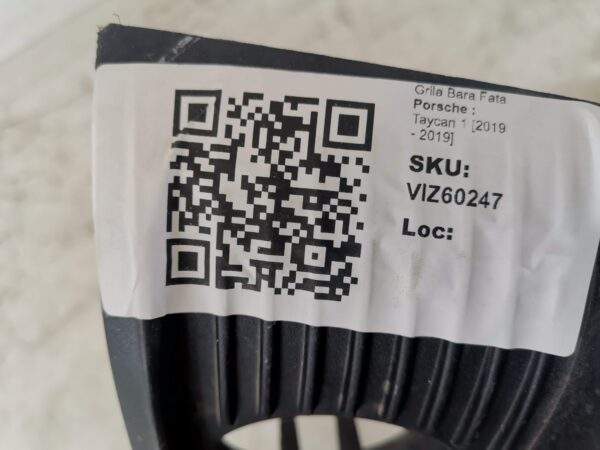 Grila Bara Fata
Porsche :
Taycan 1 [2019
- 2019]
SKU:
VIZ60247
Loc: